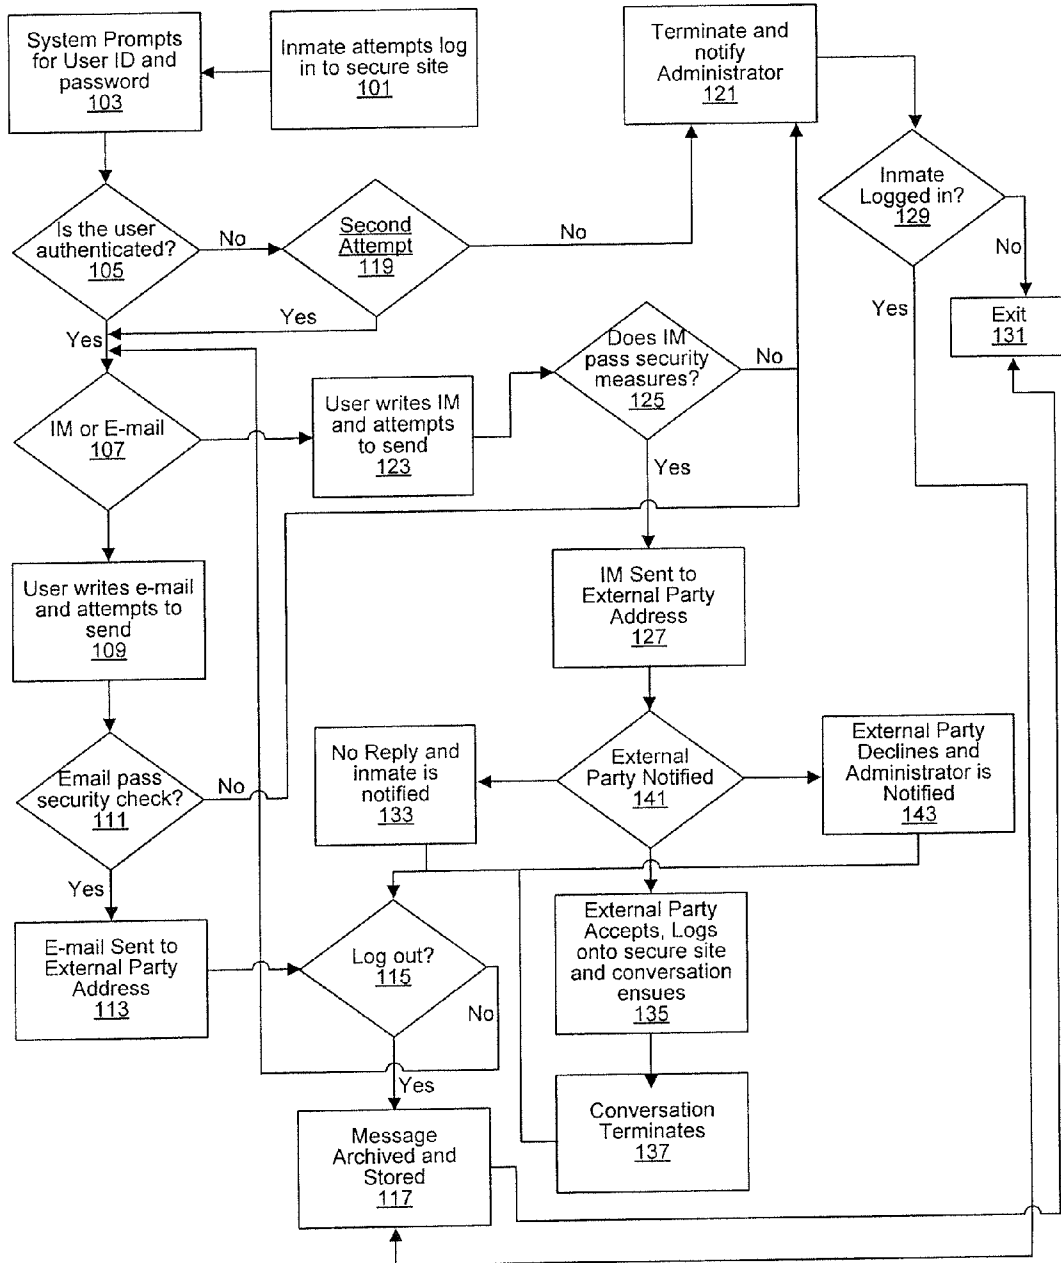 System Prompts
for User ID and
password
103
Inmate attempts log
in to secure site
101
Terminate and
notify
Administrator
121
Inmate
Logged in?
129
No
Yes
Exit
131
Is the user
authenticated?
105
No
Yes
Second
Attempt
119
No
Yes
Does IM
pass security
measures?
125
No
Yes
IM or E-mail
107
User writes IM
and attempts
to send
123
User writes e-mail
and attempts to
send
109
IM Sent to
External Party
Address
127
Email pass
security check?
111
No
Yes
No Reply and
inmate is
notified
133
External
Party Notified
141
External Party
Declines and
Administrator is
Notified
143
E-mail Sent to
External Party
Address
113
Log out?
115
No
Yes
External Party
Accepts, Logs
onto secure site
and conversation
ensues
135
Conversation
Terminates
137
Message
Archived and
Stored
117